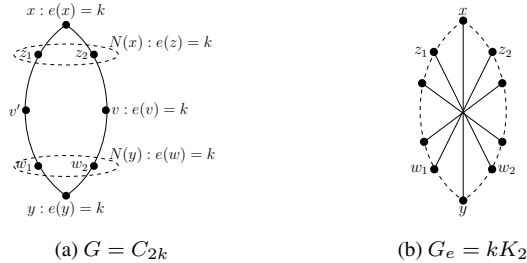 x : e(x) = k
z₁ z₂ N(x) : e(z) = k
v' v : e(v) = k
w₁ w₂ N(y) : e(w) = k
y : e(y) = k
(a) G = C₂ₖ
x
z₁ z₂
w₁ w₂
y
(b) Gₑ = kK₂